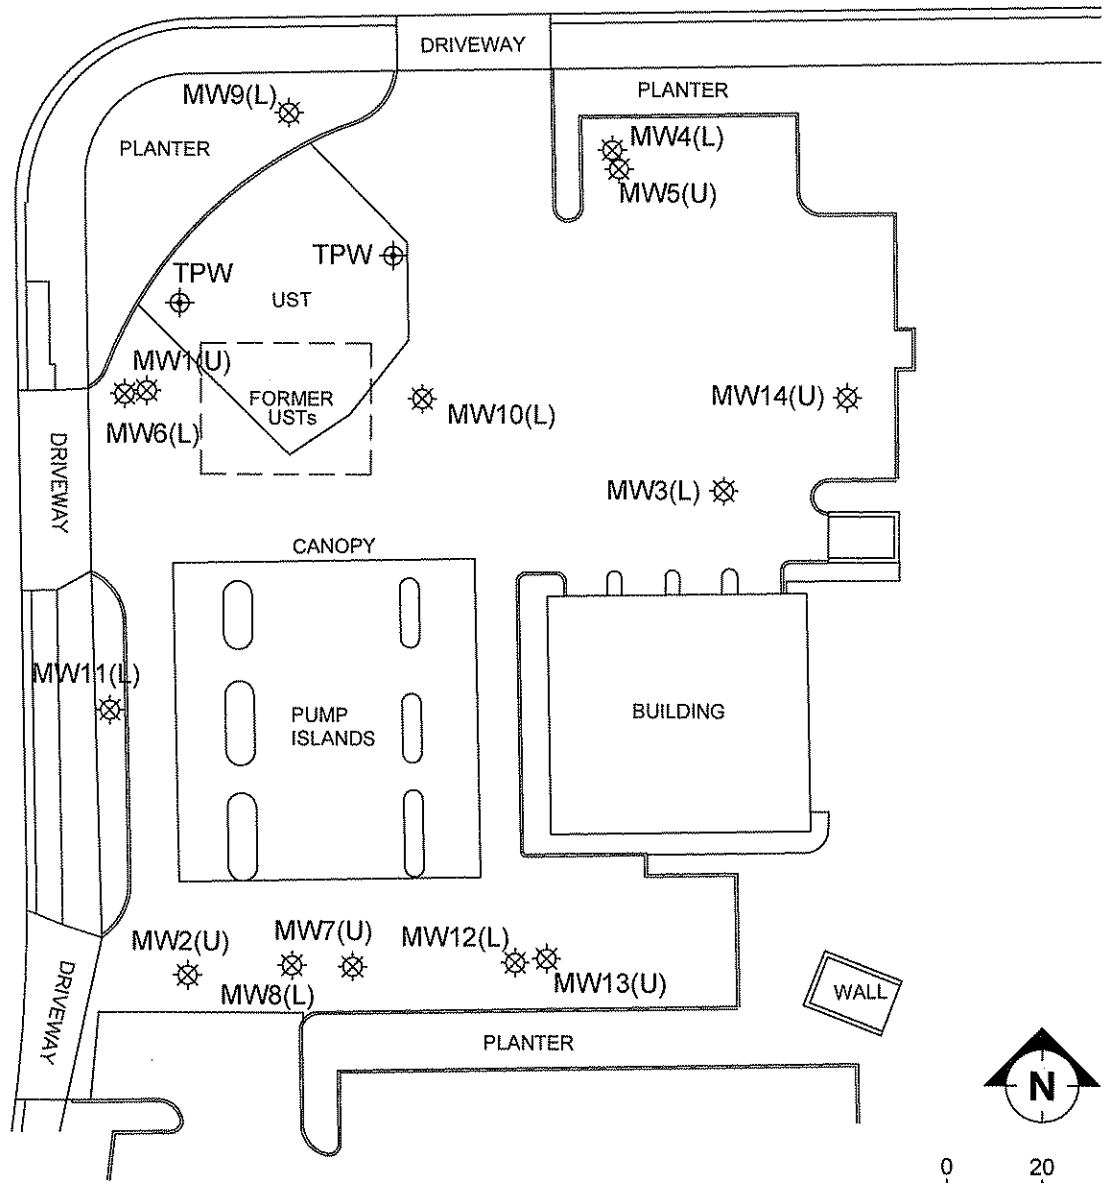 DRIVEWAY
PLANTER
MW9(L)
MW4(L)
PLANTER
MW5(U)
TPW
TPW
UST
MW1(U)
FORMER
USTs
MW14(U)
MW10(L)
MW6(L)
DRIVEWAY
MW3(L)
CANOPY
MW11(L)
PUMP
ISLANDS
BUILDING
MW2(U)
MW7(U)
MW12(L)
MW8(L)
MW13(U)
WALL
DRIVEWAY
PLANTER
N
0 20